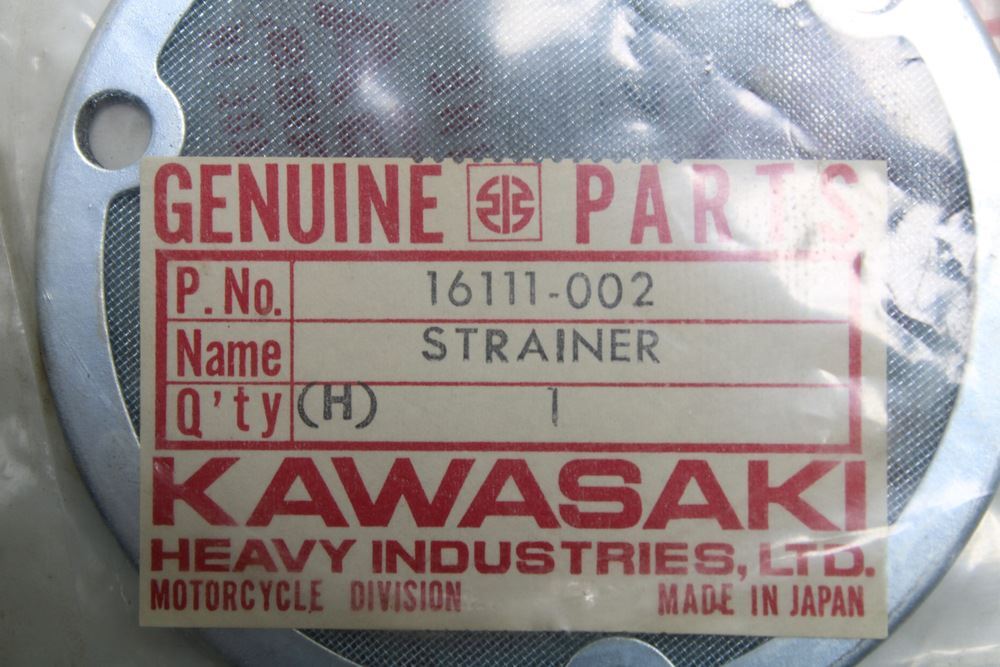 GENUINE PARTS
P.No. 16111-002
Name STRAINER
Q'ty (H) 1
KAWASAKI
HEAVY INDUSTRIES, LTD.
MOTORCYCLE DIVISION MADE IN JAPAN